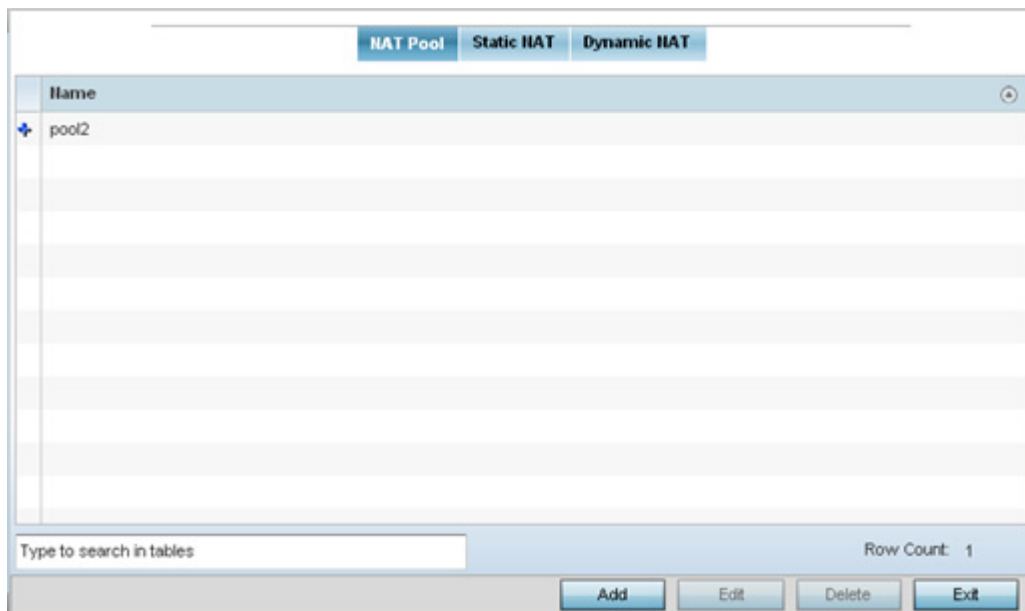 NAT Pool Static NAT Dynamic NAT
Name
pool2
Type to search in tables Row Count: 1
Add Edit Delete Exit